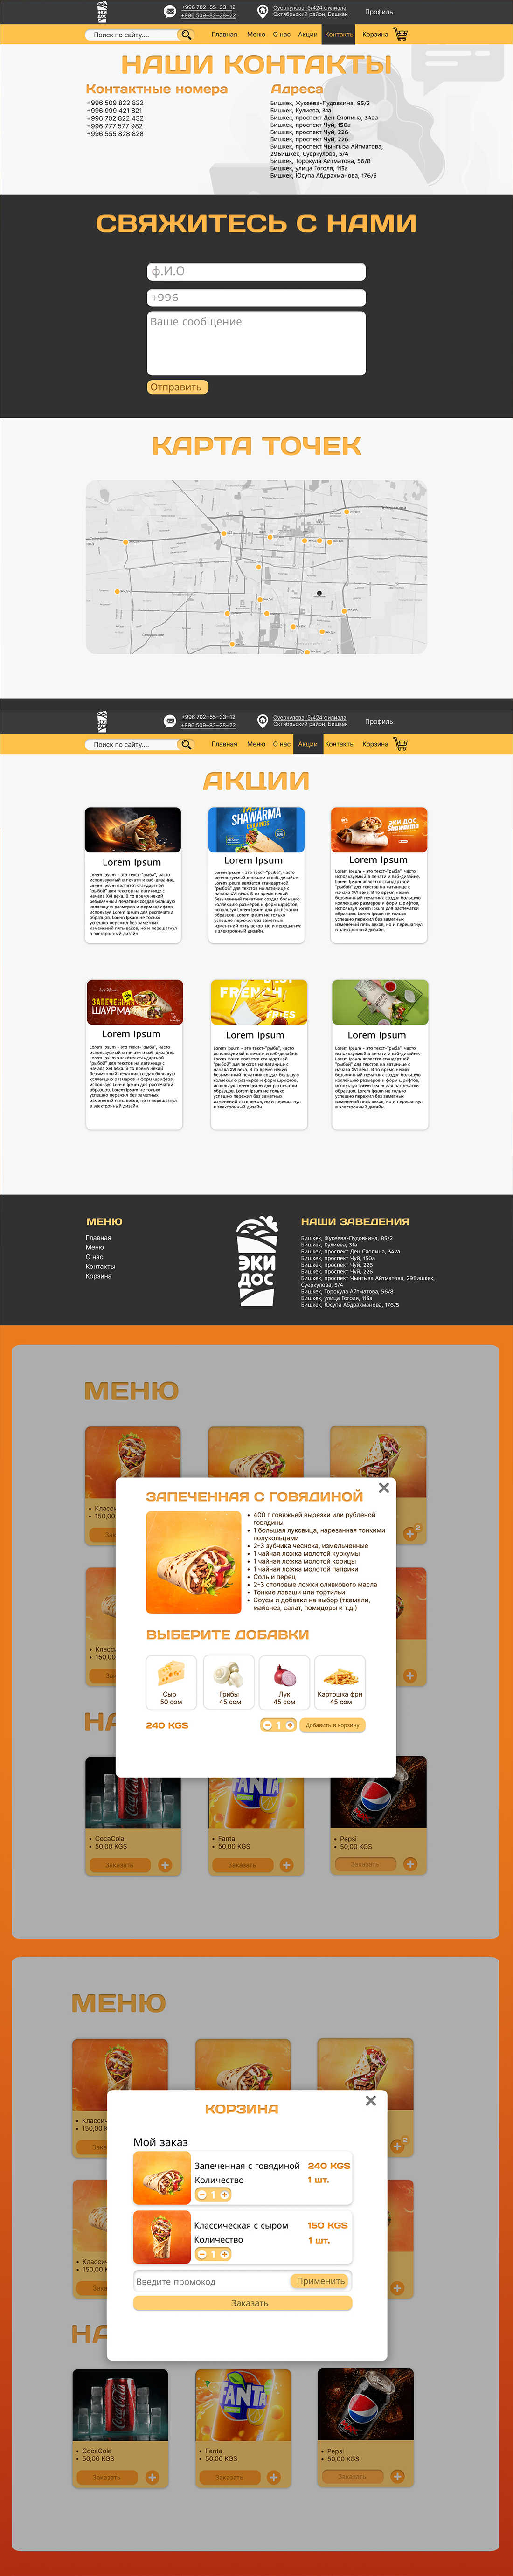 +996 702–55–33–12
+996 509–82–28–22
Суеркулова, 5/424 филиала
Октябрьский район, Бишкек
Профиль
Поиск по сайту....
Главная
Меню
О нас
Акции
Контакты
Корзина
НАШИ КОНТАКТЫ
Контактные номера
+996 509 822 822
+996 999 421 821
+996 702 822 432
+996 777 577 982
+996 555 828 828
Адреса
Бишкек, Жукеева-Пудовкина, 85/2
Бишкек, Кулиева, 31а
Бишкек, проспект Ден Сяопина, 342а
Бишкек, проспект Чуй, 150а
Бишкек, проспект Чуй, 226
Бишкек, проспект Чуй, 226
Бишкек, проспект Чынгыза Айтматова,
29Бишкек, Суеркулова, 5/4
Бишкек, Торокула Айтматова, 56/8
Бишкек, улица Гоголя, 113а
Бишкек, Юсупа Абдрахманова, 176/5
СВЯЖИТЕСЬ С НАМИ
ф.И.О
+996
Ваше сообщение
Отправить
КАРТА ТОЧЕК
+996 702–55–33–12
+996 509–82–28–22
Суеркулова, 5/424 филиала
Октябрьский район, Бишкек
Профиль
Поиск по сайту....
Главная
Меню
О нас
Акции
Контакты
Корзина
АКЦИИ
Lorem Ipsum
Lorem Ipsum - это текст-"рыба", часто
используемый в печати и вэб-дизайне.
Lorem Ipsum является стандартной
"рыбой" для текстов на латинице с
начала XVI века. В то время некий
безымянный печатник создал большую
коллекцию размеров и форм шрифтов,
используя Lorem Ipsum для распечатки
образцов. Lorem Ipsum не только
успешно пережил без заметных
изменений пять веков, но и перешагнул
в электронный дизайн.
SHAWARMA
Lorem Ipsum
Lorem Ipsum - это текст-"рыба", часто
используемый в печати и вэб-дизайне.
Lorem Ipsum является стандартной
"рыбой" для текстов на латинице с
начала XVI века. В то время некий
безымянный печатник создал большую
коллекцию размеров и форм шрифтов,
используя Lorem Ipsum для распечатки
образцов. Lorem Ipsum не только
успешно пережил без заметных
изменений пять веков, но и перешагнул
в электронный дизайн.
ЭКИ ДОС
Shawarma
Lorem Ipsum
Lorem Ipsum - это текст-"рыба", часто
используемый в печати и вэб-дизайне.
Lorem Ipsum является стандартной
"рыбой" для текстов на латинице с
начала XVI века. В то время некий
безымянный печатник создал большую
коллекцию размеров и форм шрифтов,
используя Lorem Ipsum для распечатки
образцов. Lorem Ipsum не только
успешно пережил без заметных
изменений пять веков, но и перешагнул
в электронный дизайн.
ЗАПЕЧЕННАЯ
ШАУРМА
Lorem Ipsum
Lorem Ipsum - это текст-"рыба", часто
используемый в печати и вэб-дизайне.
Lorem Ipsum является стандартной
"рыбой" для текстов на латинице с
начала XVI века. В то время некий
безымянный печатник создал большую
коллекцию размеров и форм шрифтов,
используя Lorem Ipsum для распечатки
образцов. Lorem Ipsum не только
успешно пережил без заметных
изменений пять веков, но и перешагнул
в электронный дизайн.
BEST
FRENCH
FRIES
Lorem Ipsum
Lorem Ipsum - это текст-"рыба", часто
используемый в печати и вэб-дизайне.
Lorem Ipsum является стандартной
"рыбой" для текстов на латинице с
начала XVI века. В то время некий
безымянный печатник создал большую
коллекцию размеров и форм шрифтов,
используя Lorem Ipsum для распечатки
образцов. Lorem Ipsum не только
успешно пережил без заметных
изменений пять веков, но и перешагнул
в электронный дизайн.
Lorem Ipsum
Lorem Ipsum - это текст-"рыба", часто
используемый в печати и вэб-дизайне.
Lorem Ipsum является стандартной
"рыбой" для текстов на латинице с
начала XVI века. В то время некий
безымянный печатник создал большую
коллекцию размеров и форм шрифтов,
используя Lorem Ipsum для распечатки
образцов. Lorem Ipsum не только
успешно пережил без заметных
изменений пять веков, но и перешагнул
в электронный дизайн.
МЕНЮ
Главная
Меню
О нас
Контакты
Корзина
ЭКИ
ДОС
НАШИ ЗАВЕДЕНИЯ
Бишкек, Жукеева-Пудовкина, 85/2
Бишкек, Кулиева, 31а
Бишкек, проспект Ден Сяопина, 342а
Бишкек, проспект Чуй, 150а
Бишкек, проспект Чуй, 226
Бишкек, проспект Чуй, 226
Бишкек, проспект Чынгыза Айтматова, 29Бишкек,
Суеркулова, 5/4
Бишкек, Торокула Айтматова, 56/8
Бишкек, улица Гоголя, 113а
Бишкек, Юсупа Абдрахманова, 176/5
МЕНЮ
ЗАПЕЧЕННАЯ С ГОВЯДИНОЙ
400 г говяжьей вырезки или рубленой
говядины
1 большая луковица, нарезанная тонкими
полукольцами
2-3 зубчика чеснока, измельченные
1 чайная ложка молотой куркумы
1 чайная ложка молотой корицы
1 чайная ложка молотой паприки
Соль и перец
2-3 столовые ложки оливкового масла
Тонкие лаваши или тортильи
Соусы и добавки на выбор (ткемали,
майонез, салат, помидоры и т.д.)
ВЫБЕРИТЕ ДОБАВКИ
Сыр
50 сом
Грибы
45 сом
Лук
45 сом
Картошка фри
45 сом
240 KGS
1
Добавить в корзину
CocaCola
50,00 KGS
Заказать
Fanta
50,00 KGS
Заказать
Pepsi
50,00 KGS
Заказать
МЕНЮ
КОРЗИНА
Мой заказ
Запеченная с говядиной
240 KGS
Количество
1 шт.
1
Классическая с сыром
150 KGS
Количество
1 шт.
1
Введите промокод
Применить
Заказать
CocaCola
50,00 KGS
Заказать
Fanta
50,00 KGS
Заказать
Pepsi
50,00 KGS
Заказать